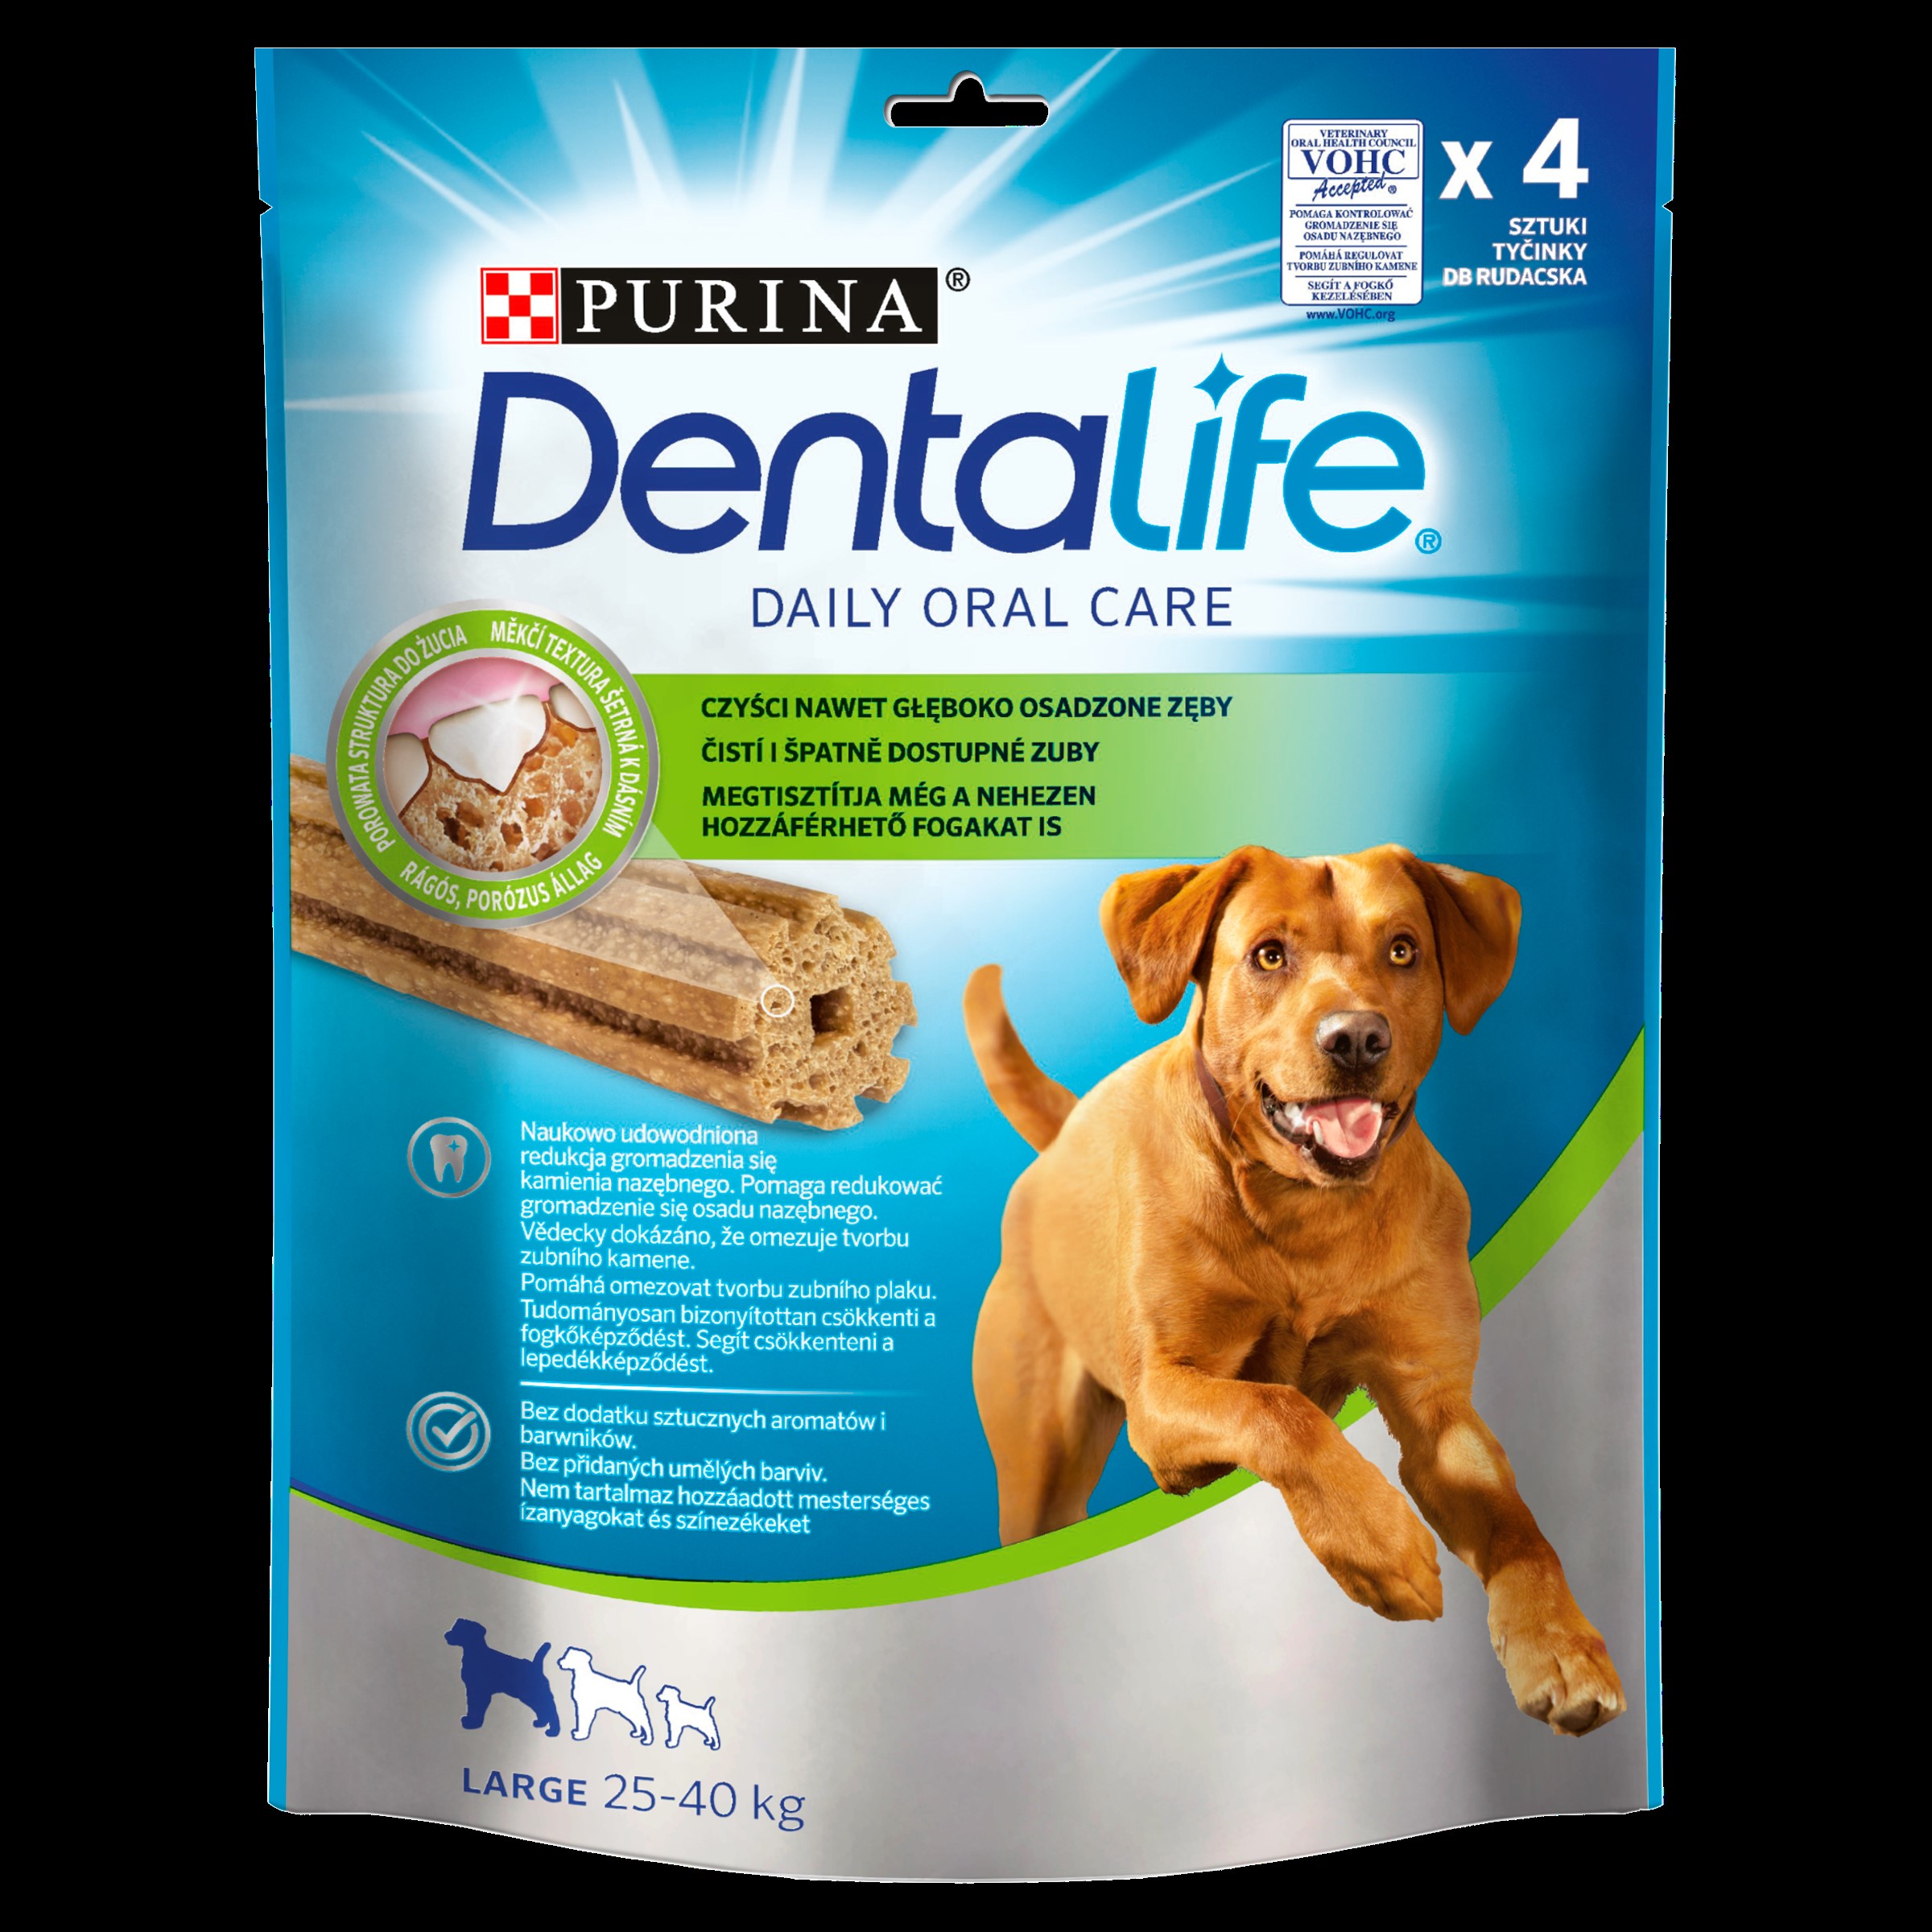 VETERINARY
ORAL HEALTH COUNCIL
VOHC
Accepted®
POMAGA KONTROLOWAĆ
GROMADZENIE SIĘ
OSADU NAZĘBNEGO
POMÁHÁ REGULOVAT
TVORBU ZUBNÍHO KAMENE
SEGÍT A FOGKŐ
KEZELÉSÉBEN
www.VOHC.org
x 4
SZTUKI
TYČINKY
DB RUDACSKA
PURINA®
Dentalife®
DAILY ORAL CARE
POROWATA STRUKTURA DO ŻUCIA
MĚKČÍ TEXTURA ŠETRNÁ K DÁSNÍM
RÁGÓS, PORÓZUS ÁLLAG
CZYŚCI NAWET GŁĘBOKO OSADZONE ZĘBY
ČISTÍ I ŠPATNĚ DOSTUPNÉ ZUBY
MEGTISZTÍTJA MÉG A NEHEZEN
HOZZÁFÉRHETŐ FOGAKAT IS
Naukowo udowodniona
redukcja gromadzenia się
kamienia nazębnego. Pomaga redukować
gromadzenie się osadu nazębnego.
Vědecky dokázáno, že omezuje tvorbu
zubního kamene.
Pomáhá omezovat tvorbu zubního plaku.
Tudományosan bizonyítottan csökkenti a
fogkőképződést. Segít csökkenteni a
lepedékképződést.
Bez dodatku sztucznych aromatów i
barwników.
Bez přidaných umělých barviv.
Nem tartalmaz hozzáadott mesterséges
ízanyagokat és színezékeket
LARGE 25-40 kg